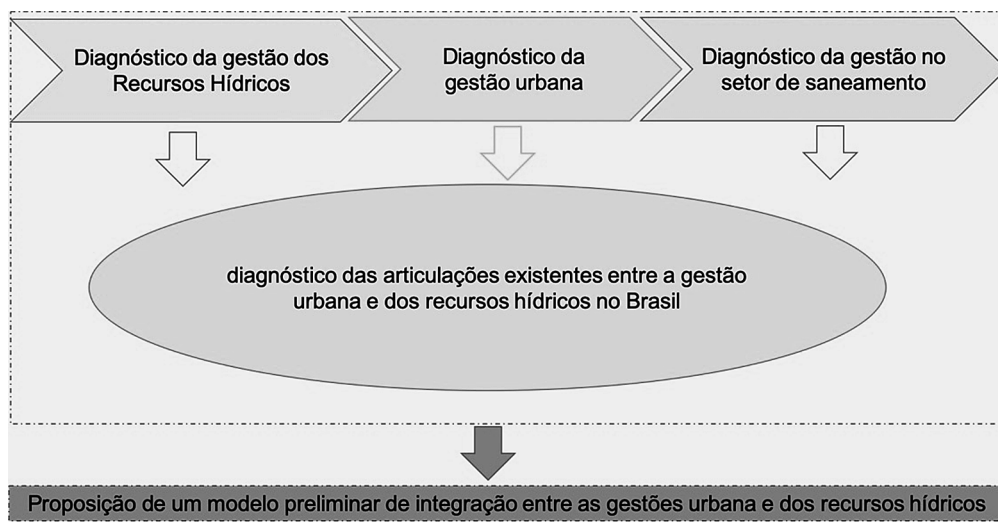 Diagnóstico da gestão dos
Recursos Hídricos
Diagnóstico da
gestão urbana
Diagnóstico da gestão no
setor de saneamento
diagnóstico das articulações existentes entre a gestão
urbana e dos recursos hídricos no Brasil
Proposição de um modelo preliminar de integração entre as gestões urbana e dos recursos hídricos